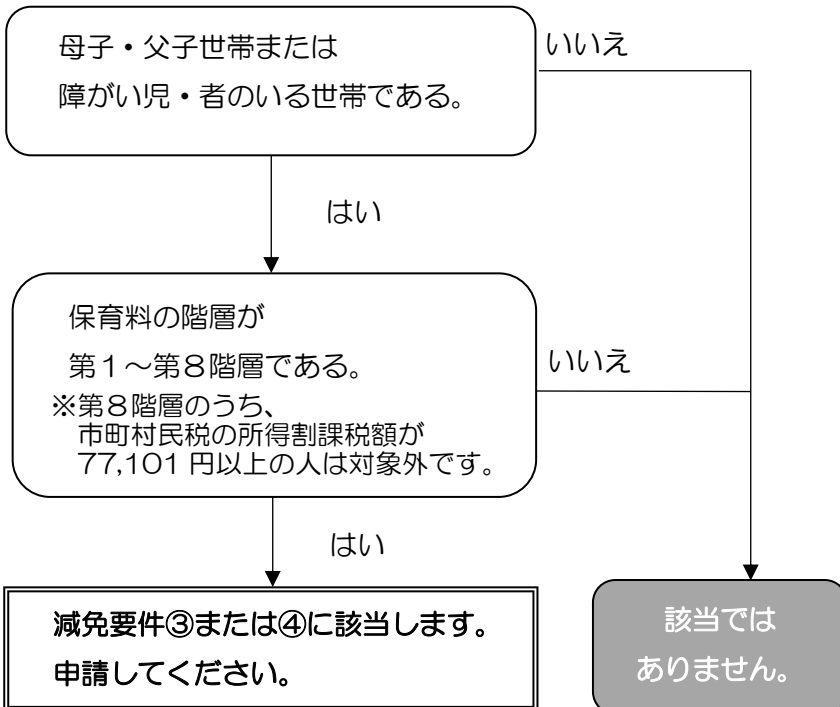 母子・父子世帯または
障がい児・者のいる世帯である。
いいえ
はい
保育料の階層が
第１～第８階層である。
※第８階層のうち、
市町村民税の所得割課税額が
77,101 円以上の人は対象外です。
いいえ
はい
減免要件③または④に該当します。
申請してください。
該当では
ありません。